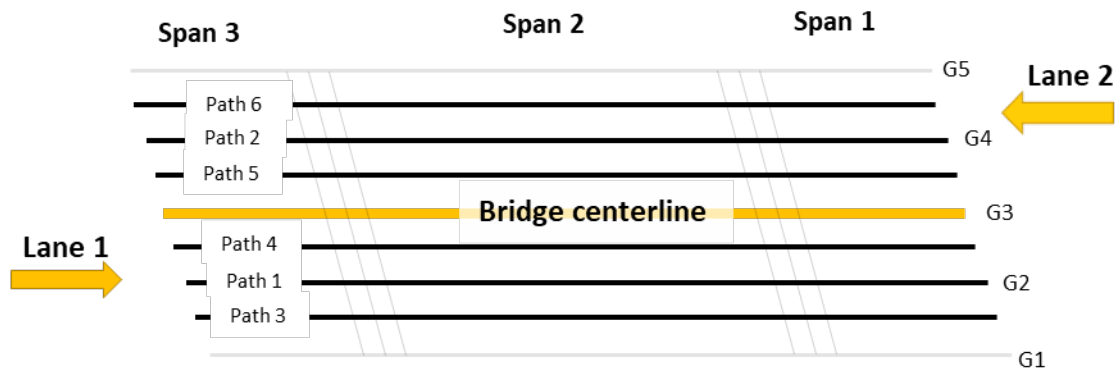 Span 3
Span 2
Span 1
G5
Lane 2
Path 6
Path 2
G4
Path 5
Bridge centerline
G3
Lane 1
Path 4
Path 1
G2
Path 3
G1